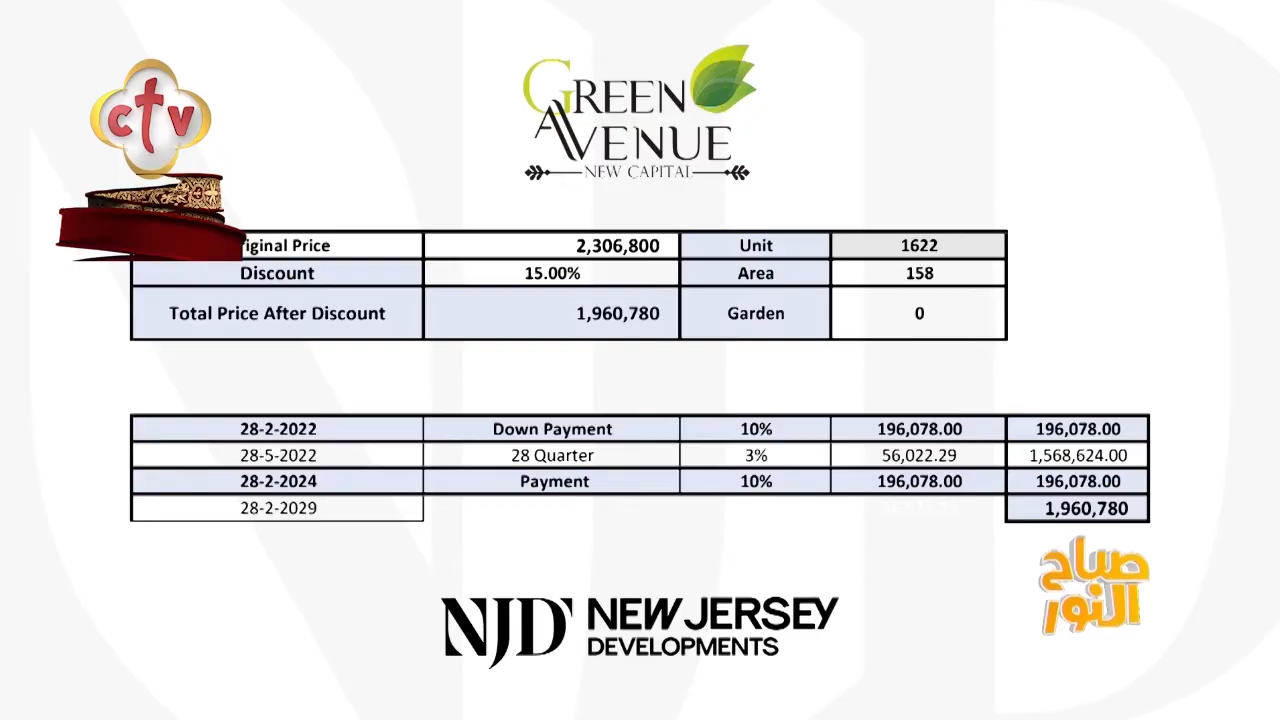 ctv
GREEN
AVENUE
NEW CAPITAL
iginal Price 2,306,800 Unit 1622
Discount 15.00% Area 158
Total Price After Discount 1,960,780 Garden 0
28-2-2022 Down Payment 10% 196,078.00 196,078.00
28-5-2022 28 Quarter 3% 56,022.29 1,568,624.00
28-2-2024 Payment 10% 196,078.00 196,078.00
28-2-2029 1,960,780
صباح
النور
NJD NEW JERSEY
DEVELOPMENTS